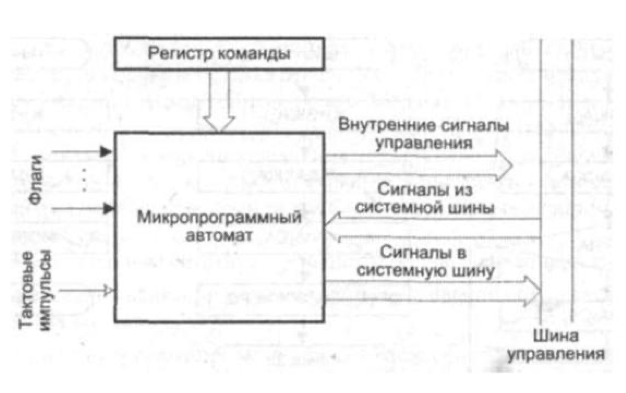 Регистр команды
Внутренние сигналы
управления
Флаги
Сигналы из
системной шины
Микропрограммный
автомат
Сигналы в
системную шину
Тактовые
импульсы
Шина
управления